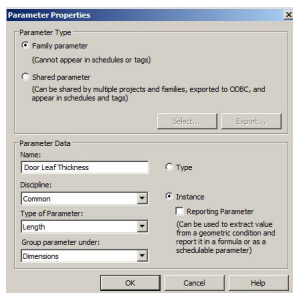 Parameter Properties
Parameter Type
Family parameter
(Cannot appear in schedules or tags)
Shared parameter
(Can be shared by multiple projects and families, exported to ODBC, and
appear in schedules and tags)
Select...
Export...
Parameter Data
Name:
Door Leaf Thickness
Type
Discipline:
Common
Instance
Reporting Parameter
Type of Parameter:
Length
(Can be used to extract value
from a geometric condition and
report it in a formula or as a
schedulable parameter)
Group parameter under:
Dimensions
OK
Cancel
Help